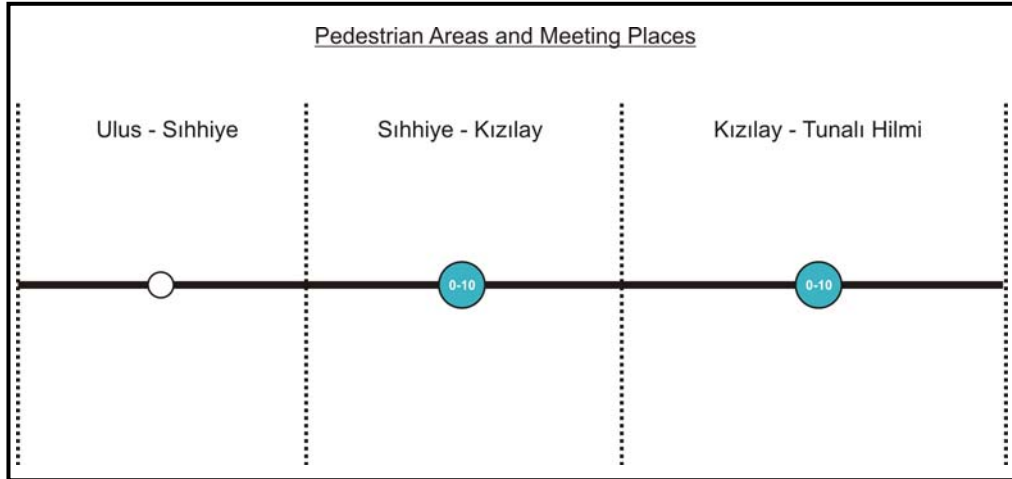 Pedestrian Areas and Meeting Places
Ulus - Sıhhiye
Sıhhiye - Kızılay
Kızılay - Tunalı Hilmi
0-10
0-10